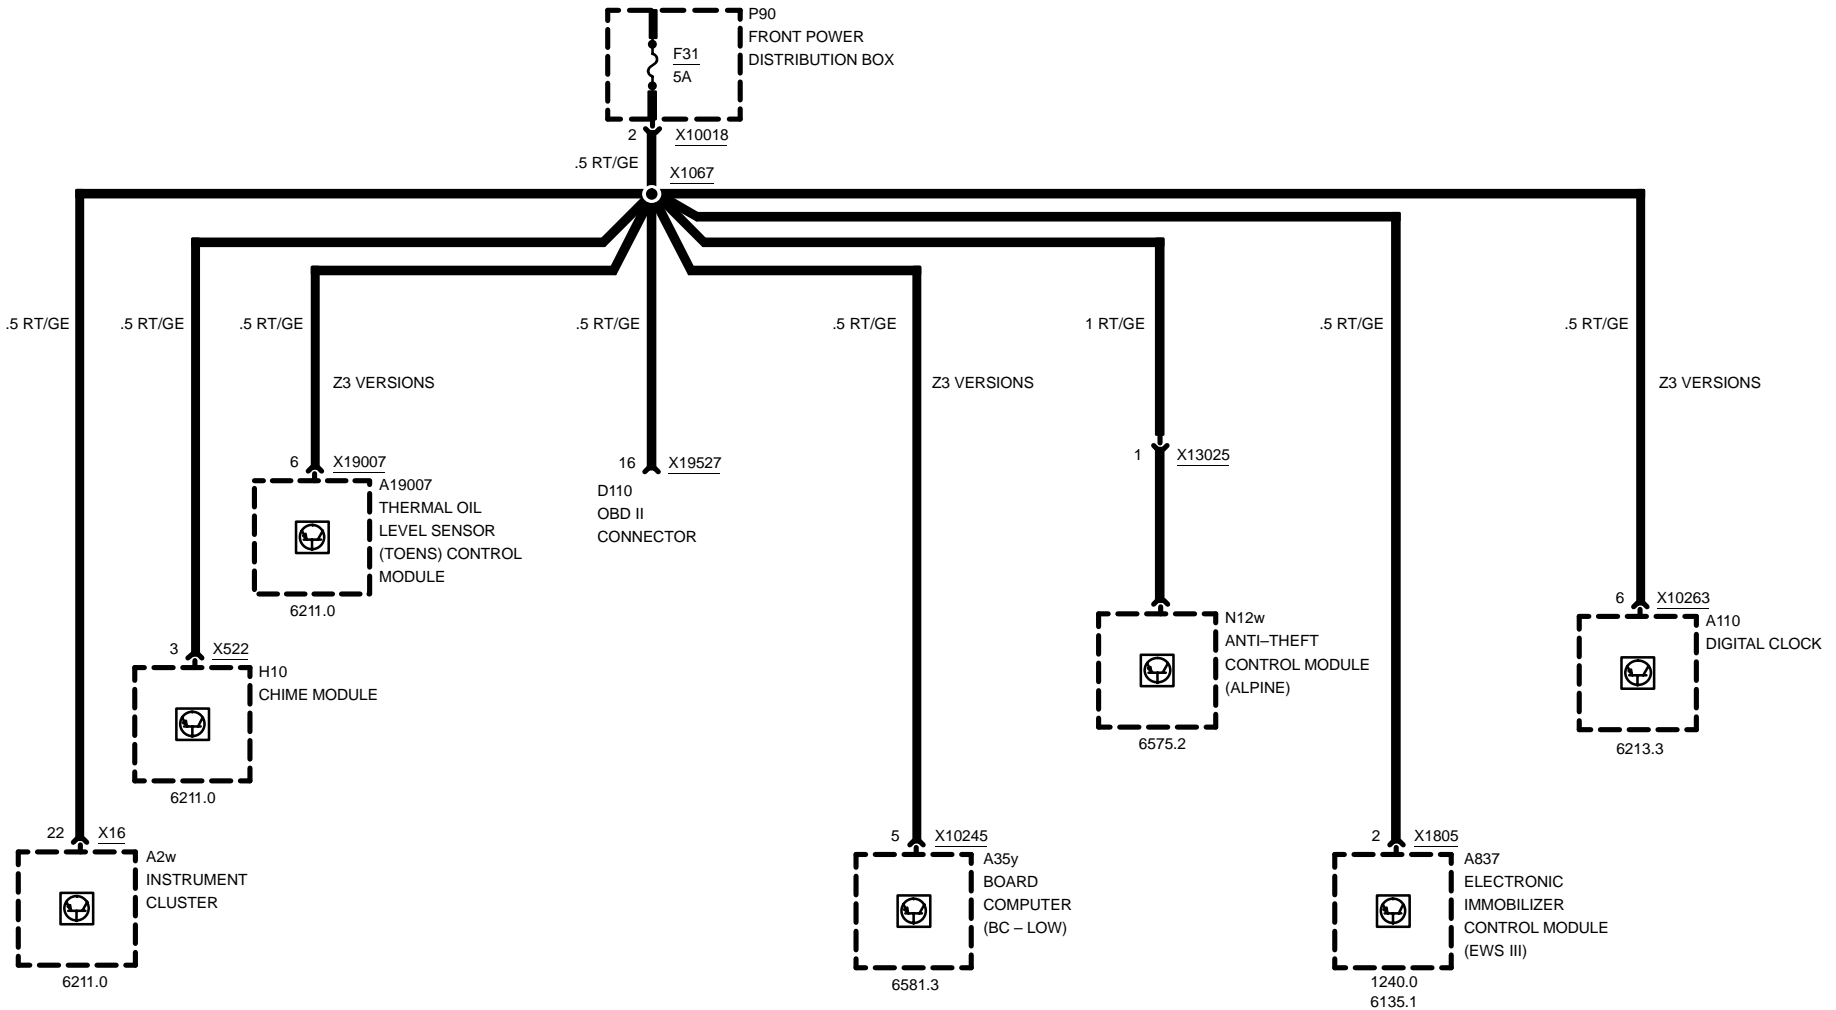 P90
FRONT POWER
DISTRIBUTION BOX
F31
5A
2 X10018
.5 RT/GE
X1067
.5 RT/GE .5 RT/GE .5 RT/GE .5 RT/GE .5 RT/GE 1 RT/GE .5 RT/GE .5 RT/GE
Z3 VERSIONS Z3 VERSIONS Z3 VERSIONS
6 X19007
A19007
THERMAL OIL
LEVEL SENSOR
(TOENS) CONTROL
MODULE
6211.0
16 X19527
D110
OBD II
CONNECTOR
1 X13025
N12w
ANTI–THEFT
CONTROL MODULE
(ALPINE)
6575.2
6 X10263
A110
DIGITAL CLOCK
6213.3
3 X522
H10
CHIME MODULE
6211.0
22 X16
A2w
INSTRUMENT
CLUSTER
6211.0
5 X10245
A35y
BOARD
COMPUTER
(BC – LOW)
6581.3
2 X1805
A837
ELECTRONIC
IMMOBILIZER
CONTROL MODULE
(EWS III)
1240.0
6135.1